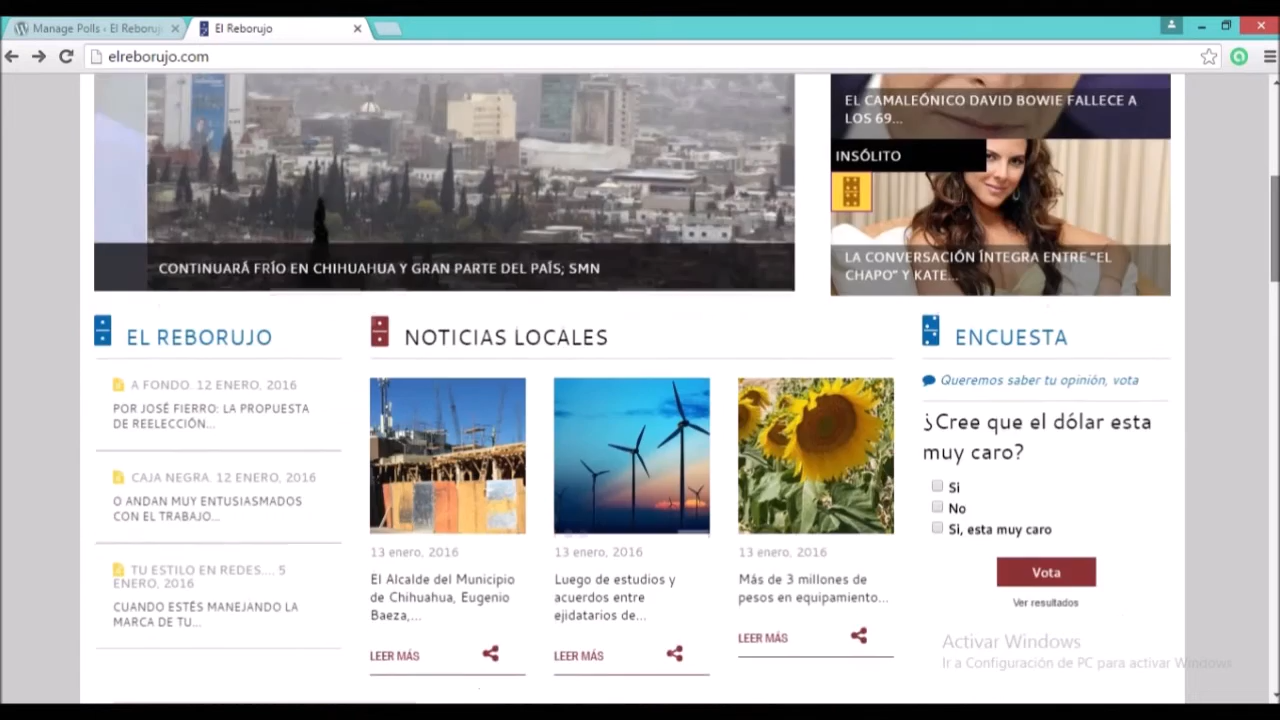 Manage Polls ‹ El Reboruj
El Reborujo
elreborujo.com
EL CAMALEÓNICO DAVID BOWIE FALLECE A
LOS 69...
INSÓLITO
LA CONVERSACIÓN ÍNTEGRA ENTRE "EL
CHAPO" Y KATE...
CONTINUARÁ FRÍO EN CHIHUAHUA Y GRAN PARTE DEL PAÍS; SMN
EL REBORUJO
A FONDO. 12 ENERO, 2016
POR JOSÉ FIERRO: LA PROPUESTA
DE REELECCIÓN...
CAJA NEGRA. 12 ENERO, 2016
O ANDAN MUY ENTUSIASMADOS
CON EL TRABAJO...
TU ESTILO EN REDES.... 5
ENERO, 2016
CUANDO ESTÉS MANEJANDO LA
MARCA DE TU...
NOTICIAS LOCALES
13 enero, 2016
El Alcalde del Municipio
de Chihuahua, Eugenio
Baeza,...
LEER MÁS
13 enero, 2016
Luego de estudios y
acuerdos entre
ejidatarios de...
LEER MÁS
13 enero, 2016
Más de 3 millones de
pesos en equipamiento...
LEER MÁS
ENCUESTA
Queremos saber tu opinión, vota
¿Cree que el dólar esta
muy caro?
Si
No
Si, esta muy caro
Vota
Ver resultados
Activar Windows
Ir a Configuración de PC para activar Windows